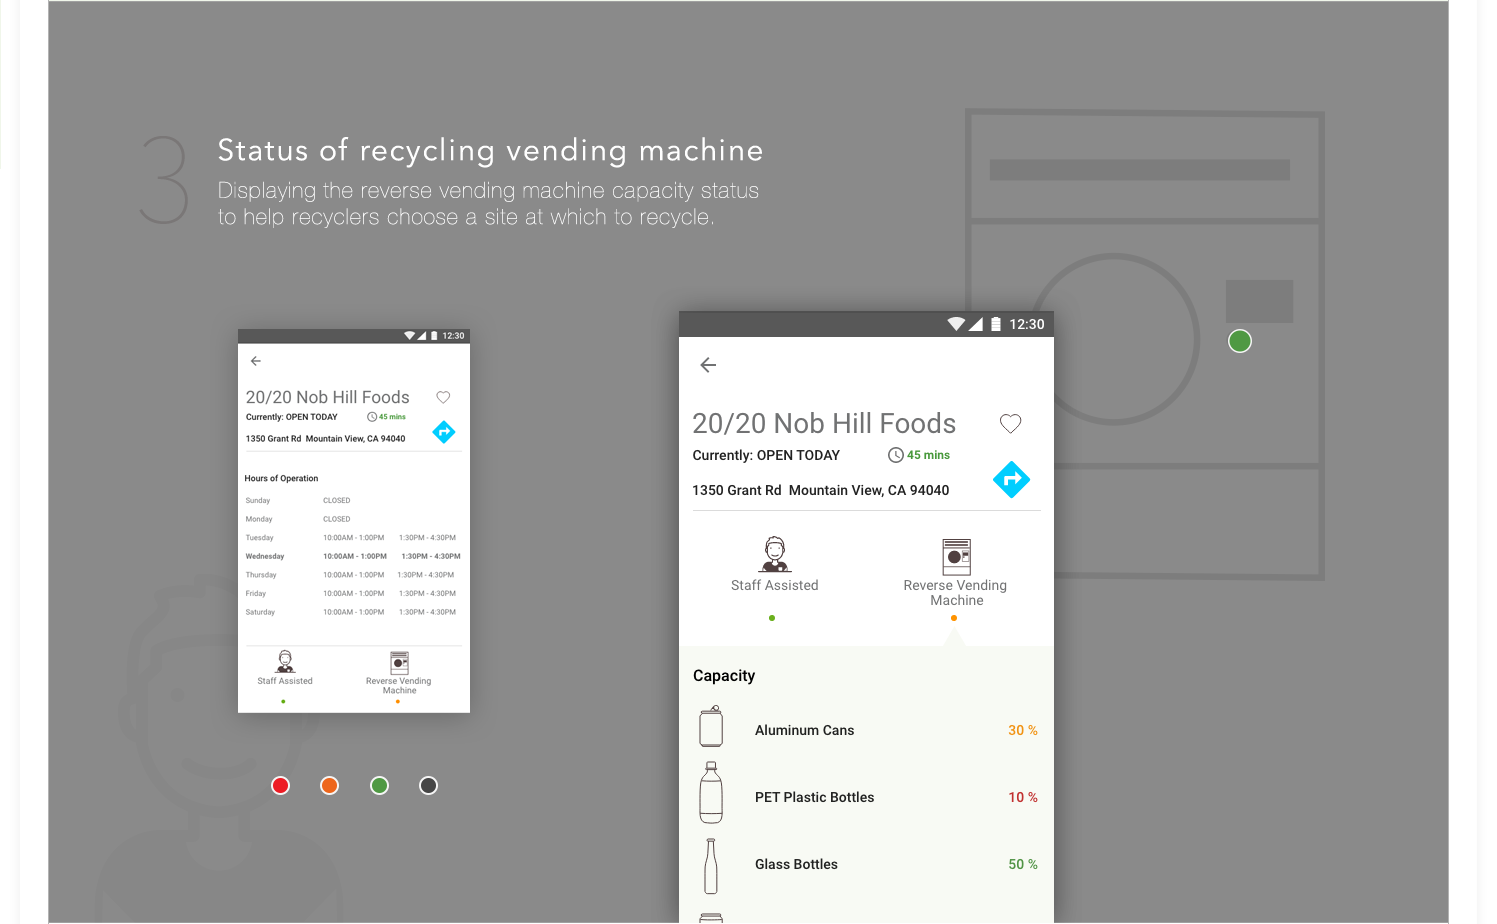 3
Status of recycling vending machine
Displaying the reverse vending machine capacity status
to help recyclers choose a site at which to recycle.
12:30
20/20 Nob Hill Foods
Currently: OPEN TODAY 45 mins
1350 Grant Rd Mountain View, CA 94040
Hours of Operation
Sunday CLOSED
Monday CLOSED
Tuesday 10:00AM - 1:00PM 1:30PM - 4:30PM
Wednesday 10:00AM - 1:00PM 1:30PM - 4:30PM
Thursday 10:00AM - 1:00PM 1:30PM - 4:30PM
Friday 10:00AM - 1:00PM 1:30PM - 4:30PM
Saturday 10:00AM - 1:00PM 1:30PM - 4:30PM
Staff Assisted Reverse Vending
Machine
12:30
20/20 Nob Hill Foods
Currently: OPEN TODAY 45 mins
1350 Grant Rd Mountain View, CA 94040
Staff Assisted Reverse Vending
Machine
Capacity
Aluminum Cans 30 %
PET Plastic Bottles 10 %
Glass Bottles 50 %